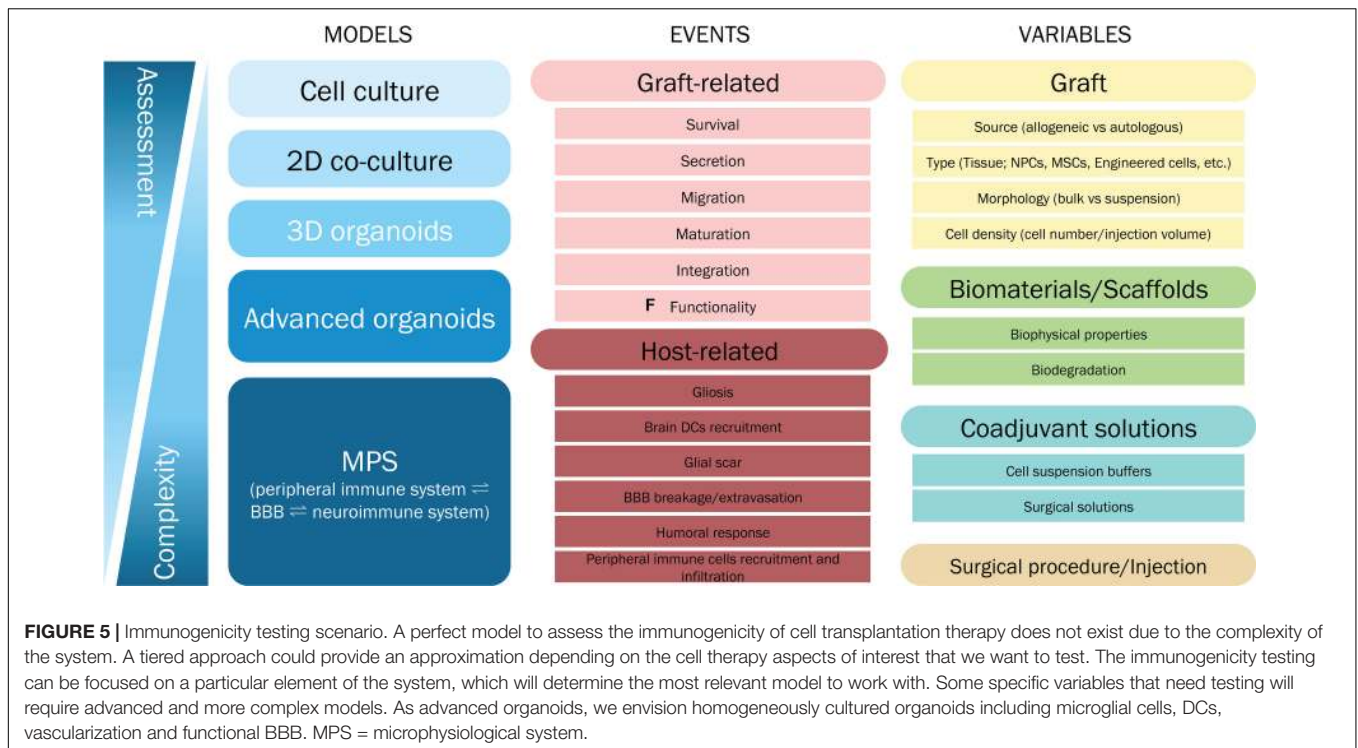 MODELS
EVENTS
VARIABLES
Assessment
Complexity
Cell culture
2D co-culture
3D organoids
Advanced organoids
MPS
(peripheral immune system ⇌
BBB ⇌ neuroimmune system)
Graft-related
Survival
Secretion
Migration
Maturation
Integration
F Functionality
Host-related
Gliosis
Brain DCs recruitment
Glial scar
BBB breakage/extravasation
Humoral response
Peripheral immune cells recruitment and
infiltration
Graft
Source (allogeneic vs autologous)
Type (Tissue; NPCs, MSCs, Engineered cells, etc.)
Morphology (bulk vs suspension)
Cell density (cell number/injection volume)
Biomaterials/Scaffolds
Biophysical properties
Biodegradation
Coadjuvant solutions
Cell suspension buffers
Surgical solutions
Surgical procedure/Injection
FIGURE 5 | Immunogenicity testing scenario. A perfect model to assess the immunogenicity of cell transplantation therapy does not exist due to the complexity of
the system. A tiered approach could provide an approximation depending on the cell therapy aspects of interest that we want to test. The immunogenicity testing
can be focused on a particular element of the system, which will determine the most relevant model to work with. Some specific variables that need testing will
require advanced and more complex models. As advanced organoids, we envision homogeneously cultured organoids including microglial cells, DCs,
vascularization and functional BBB. MPS = microphysiological system.